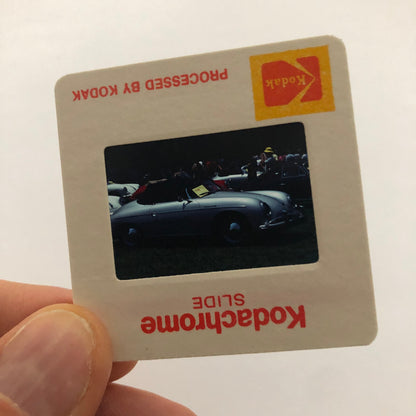 Kodachrome
SLIDE
Kodak
PROCESSED BY KODAK